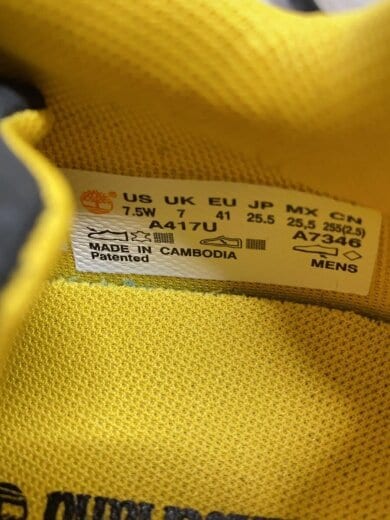 US UK EU JP MX CN
7.5W 7 41 25.5 25,5 255(2.5)
A417U A7346
MADE IN CAMBODIA
Patented MENS